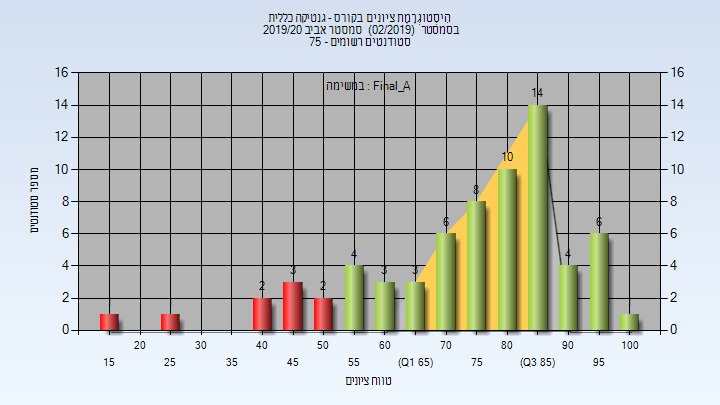 הִיסְטוֹגְרַמַּת ציונים בקורס - גנטיקה כללית
בסמסטר (02/2019) סמסטר אביב 2019/20
סטודנטים רשומים - 75
במשימה : Final_A
מספר סטודנטים
16 16
14 14
12 12
10 10
8 8
6 6
4 4
2 2
0 0
1 1 2 3 2 4 3 3 6 8 10 14 4 6 1
20 30 40 50 60 70 80 90 100
15 25 35 45 55 (Q1 65) 75 (Q3 85) 95
טווח ציונים